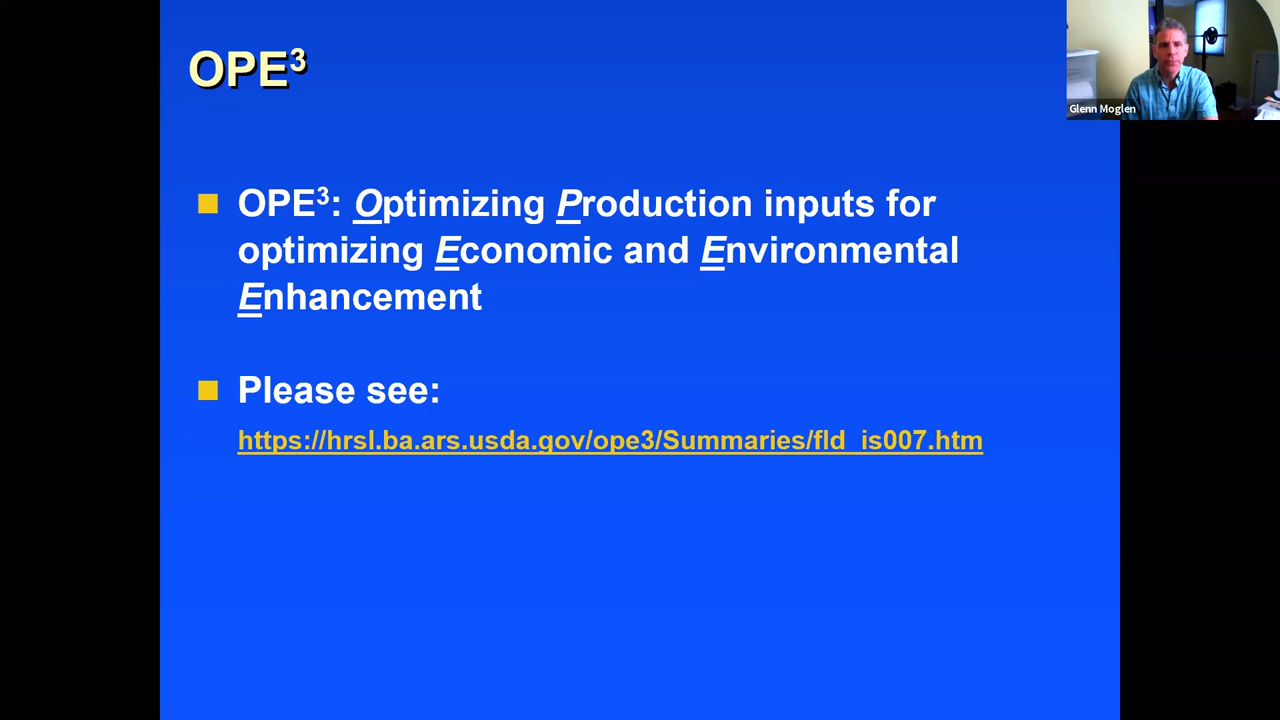 OPE³
Glenn Moglen
OPE³: Optimizing Production inputs for
optimizing Economic and Environmental
Enhancement
Please see:
https://hrsl.ba.ars.usda.gov/ope3/Summaries/fld_is007.htm